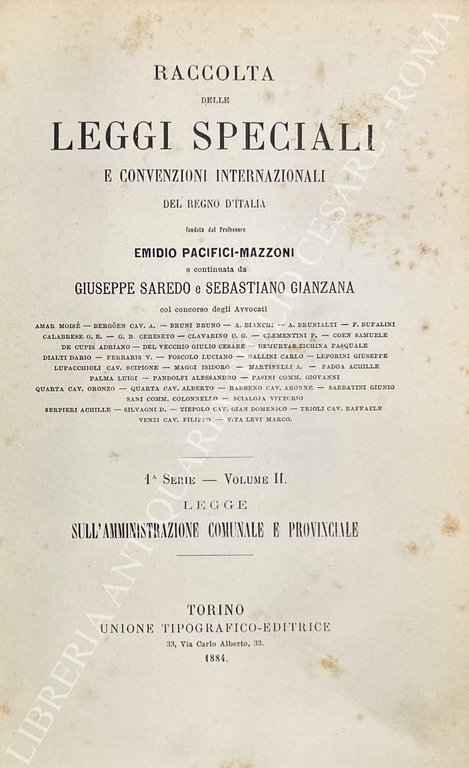 RACCOLTA
DELLE
LEGGI SPECIALI
E CONVENZIONI INTERNAZIONALI
DEL REGNO D'ITALIA
fondata dal Professore
EMIDIO PACIFICI-MAZZONI
e continuata da
GIUSEPPE SAREDO e SEBASTIANO GIANZANA
col concorso degli Avvocati
AMAR MOISÈ — BERGÖEN CAV. A. — BRUNI BRUNO — A. BIANCHI — A. BRUNIALTI — F. BUFALINI
CALABRESE G. B. — G. B. CERESETO — CLAVARINO C. G. — CLEMENTINI P. — COEN SAMUELE
DE CUPIS ADRIANO — DEL VECCHIO GIULIO CESARE — DEMURTAS ZICHINA PASQUALE
DIALTI DARIO — FERRARIS V. — FOSCOLO LUCIANO — GALLINI CARLO — LEPORINI GIUSEPPE
LUPACCHIOLI CAV. SCIPIONE — MAGGI ISIDORO — MARTINELLI A. — PADOA ACHILLE
PALMA LUIGI — PANDOLFI ALESSANDRO — PASINI COMM. GIOVANNI
QUARTA CAV. ORONZO — QUARTA CAV. ALBERTO — RABBENO CAV. ARONNE — SABBATINI GIUNIO
SANI COMM. COLONNELLO — SCIALOJA VITTORIO
SERPIERI ACHILLE — SILVAGNI D. — TIEPOLO CAV. GIAN DOMENICO — TRIOLI CAV. RAFFAELE
VENZI CAV. FILIPPO — VITA LEVI MARCO.
1ª SERIE — VOLUME II.
LEGGE
SULL'AMMINISTRAZIONE COMUNALE E PROVINCIALE
TORINO
UNIONE TIPOGRAFICO-EDITRICE
33, Via Carlo Alberto, 33.
1884.
LIBRERIA ANTIQUARIA GIULIO CESARE - ROMA